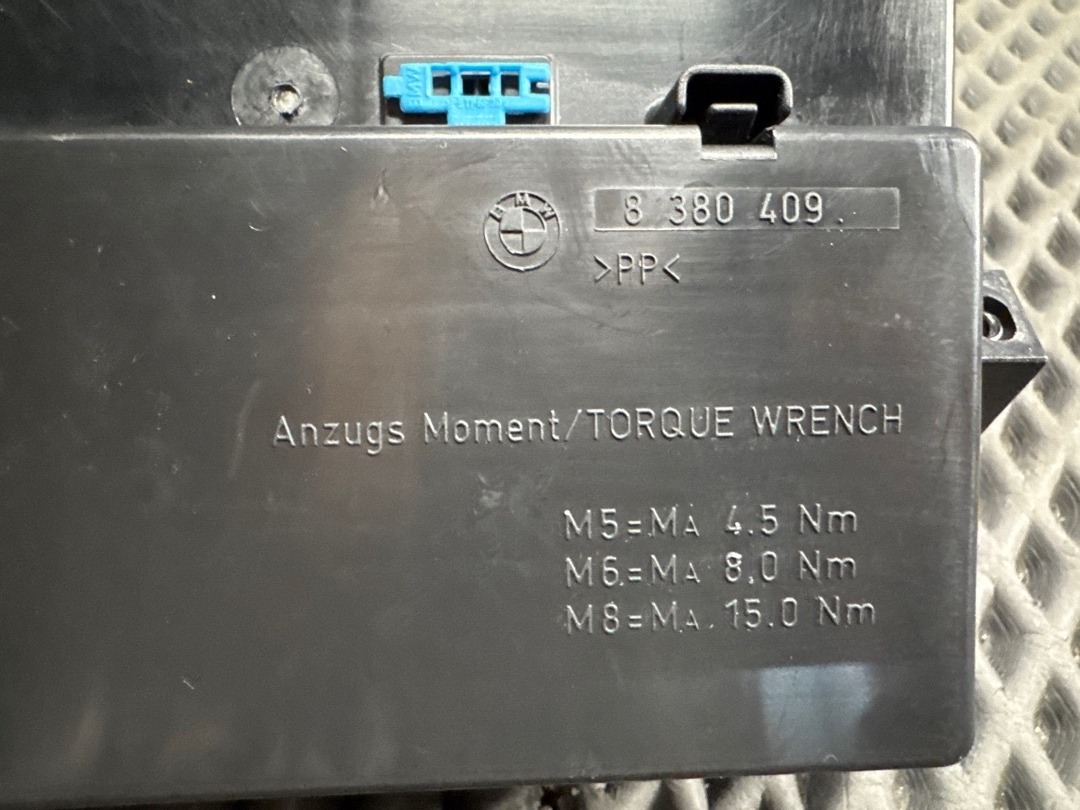 BMW
BMW
8 380 409
>PP<
Anzugs Moment/TORQUE WRENCH
M5=MA 4.5 Nm
M6=MA 8.0 Nm
M8=MA 15.0 Nm